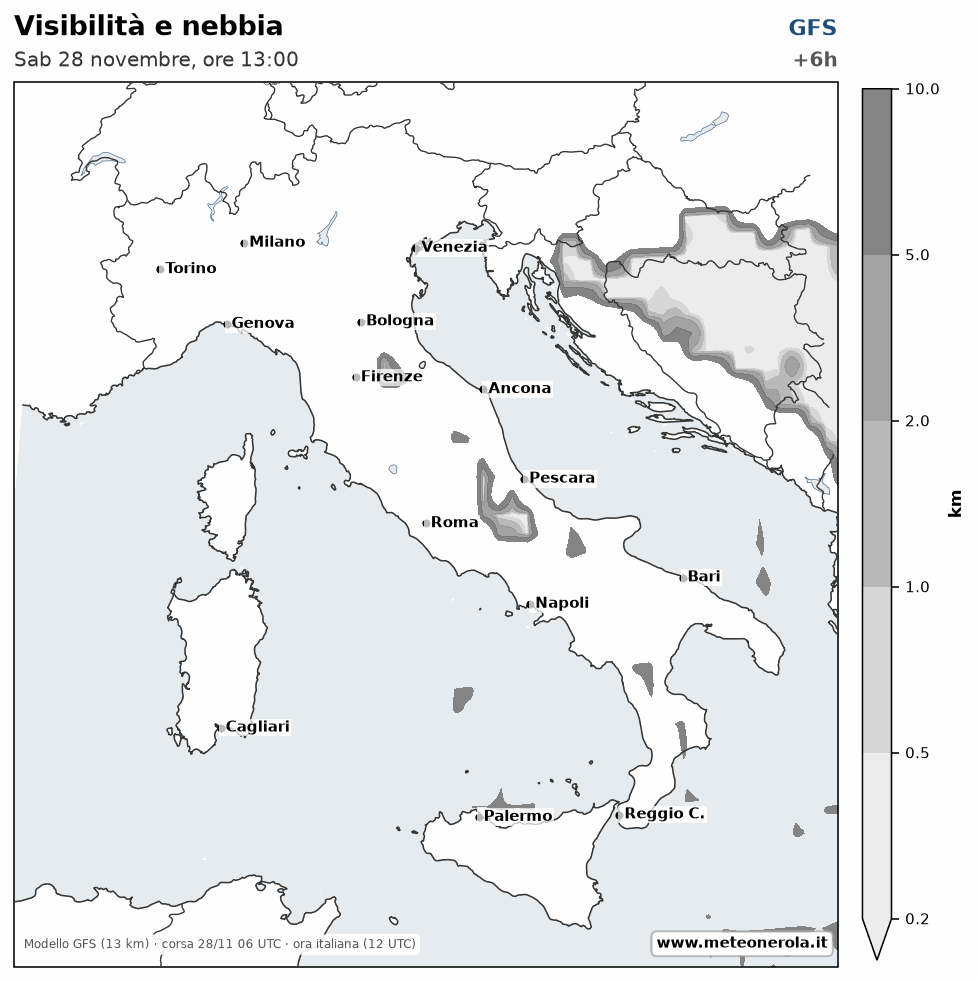 Visibilità e nebbia
GFS
Sab 28 novembre, ore 13:00
+6h
10.0
5.0
2.0
1.0
0.5
0.2
km
Milano
Venezia
Torino
Genova
Bologna
Firenze
Ancona
Pescara
Roma
Bari
Napoli
Cagliari
Palermo
Reggio C.
Modello GFS (13 km) · corsa 28/11 06 UTC · ora italiana (12 UTC)
www.meteonerola.it